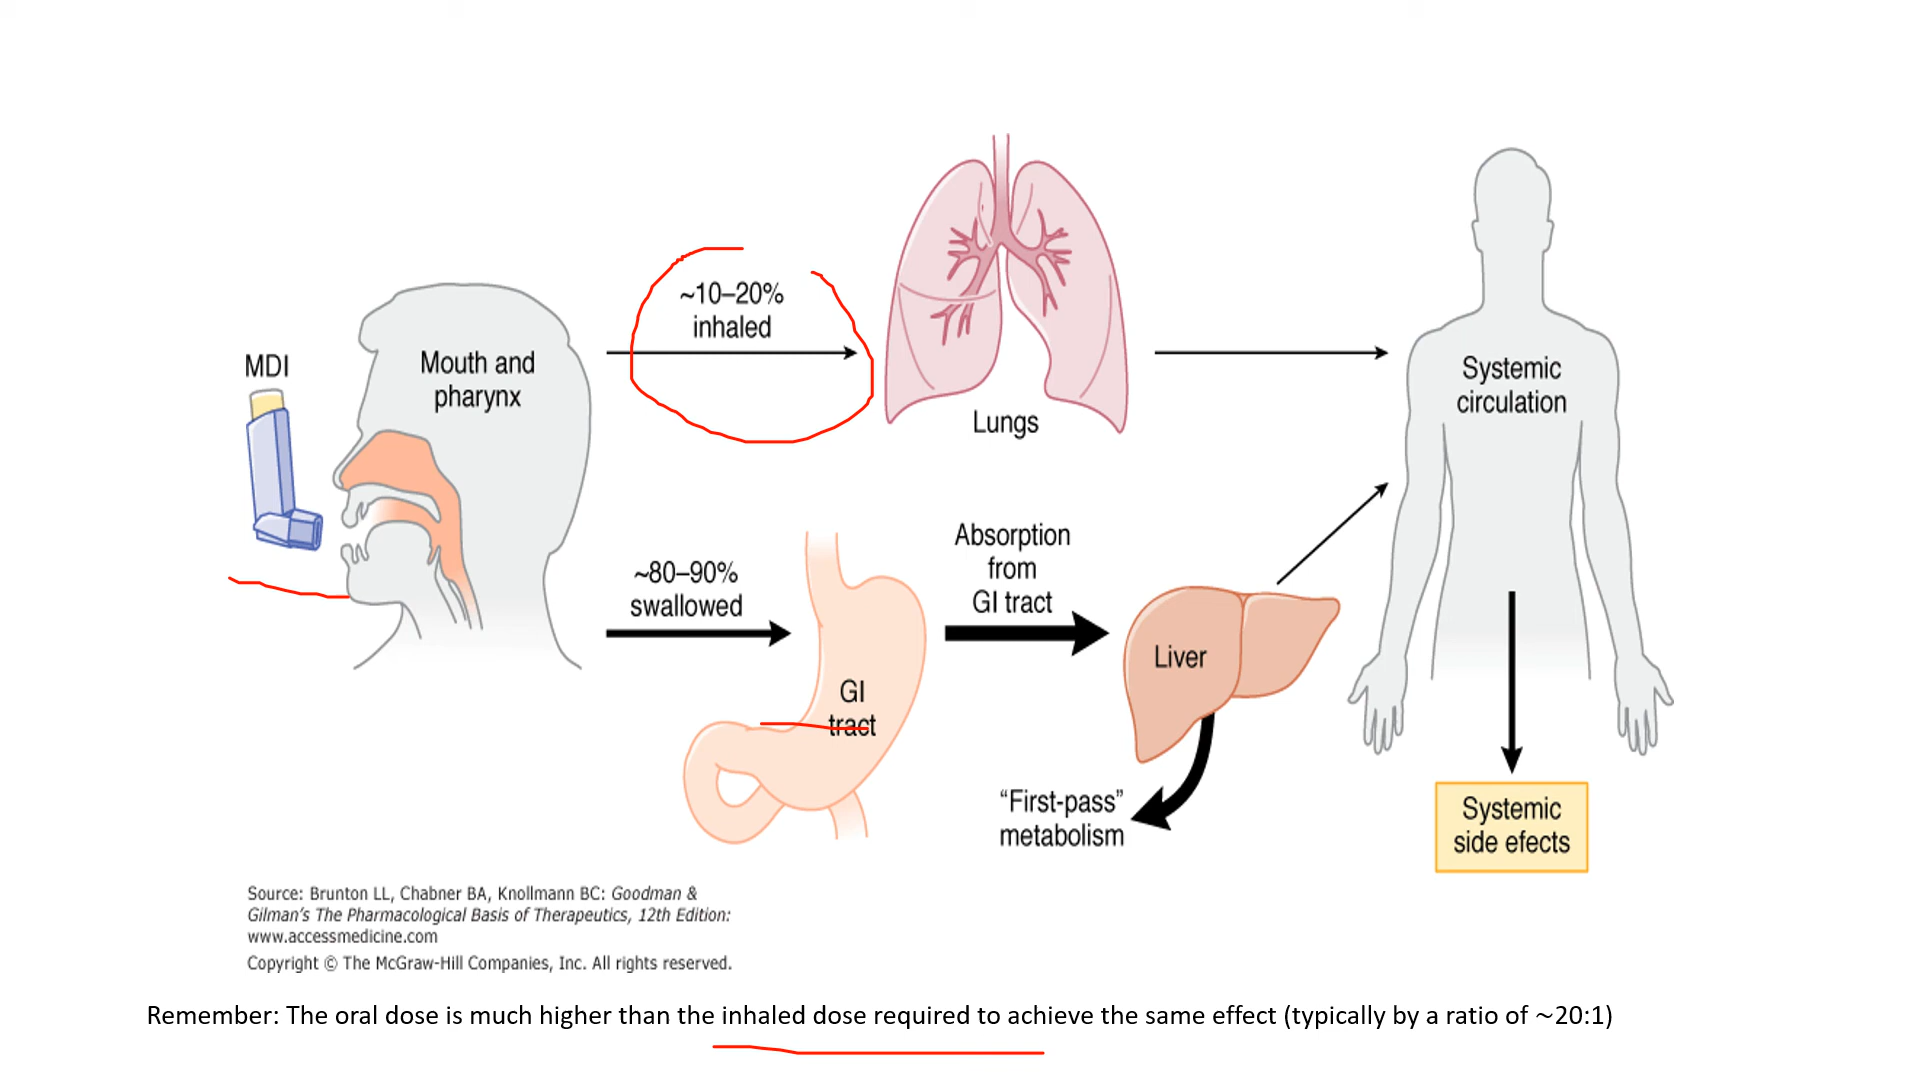 MDI
Mouth and
pharynx
~10–20%
inhaled
Lungs
Systemic
circulation
~80–90%
swallowed
GI
tract
Absorption
from
GI tract
Liver
“First-pass”
metabolism
Systemic
side efects
Source: Brunton LL, Chabner BA, Knollmann BC: Goodman &
Gilman’s The Pharmacological Basis of Therapeutics, 12th Edition:
www.accessmedicine.com
Copyright © The McGraw-Hill Companies, Inc. All rights reserved.
Remember: The oral dose is much higher than the inhaled dose required to achieve the same effect (typically by a ratio of ~20:1)